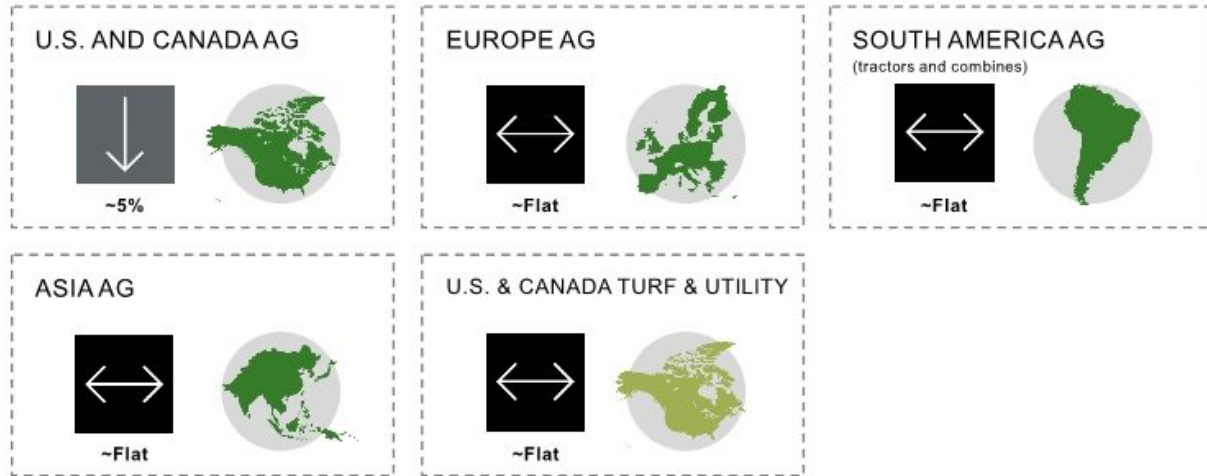 U.S. AND CANADA AG
~5%
EUROPE AG
~Flat
SOUTH AMERICA AG
(tractors and combines)
~Flat
ASIA AG
~Flat
U.S. & CANADA TURF & UTILITY
~Flat